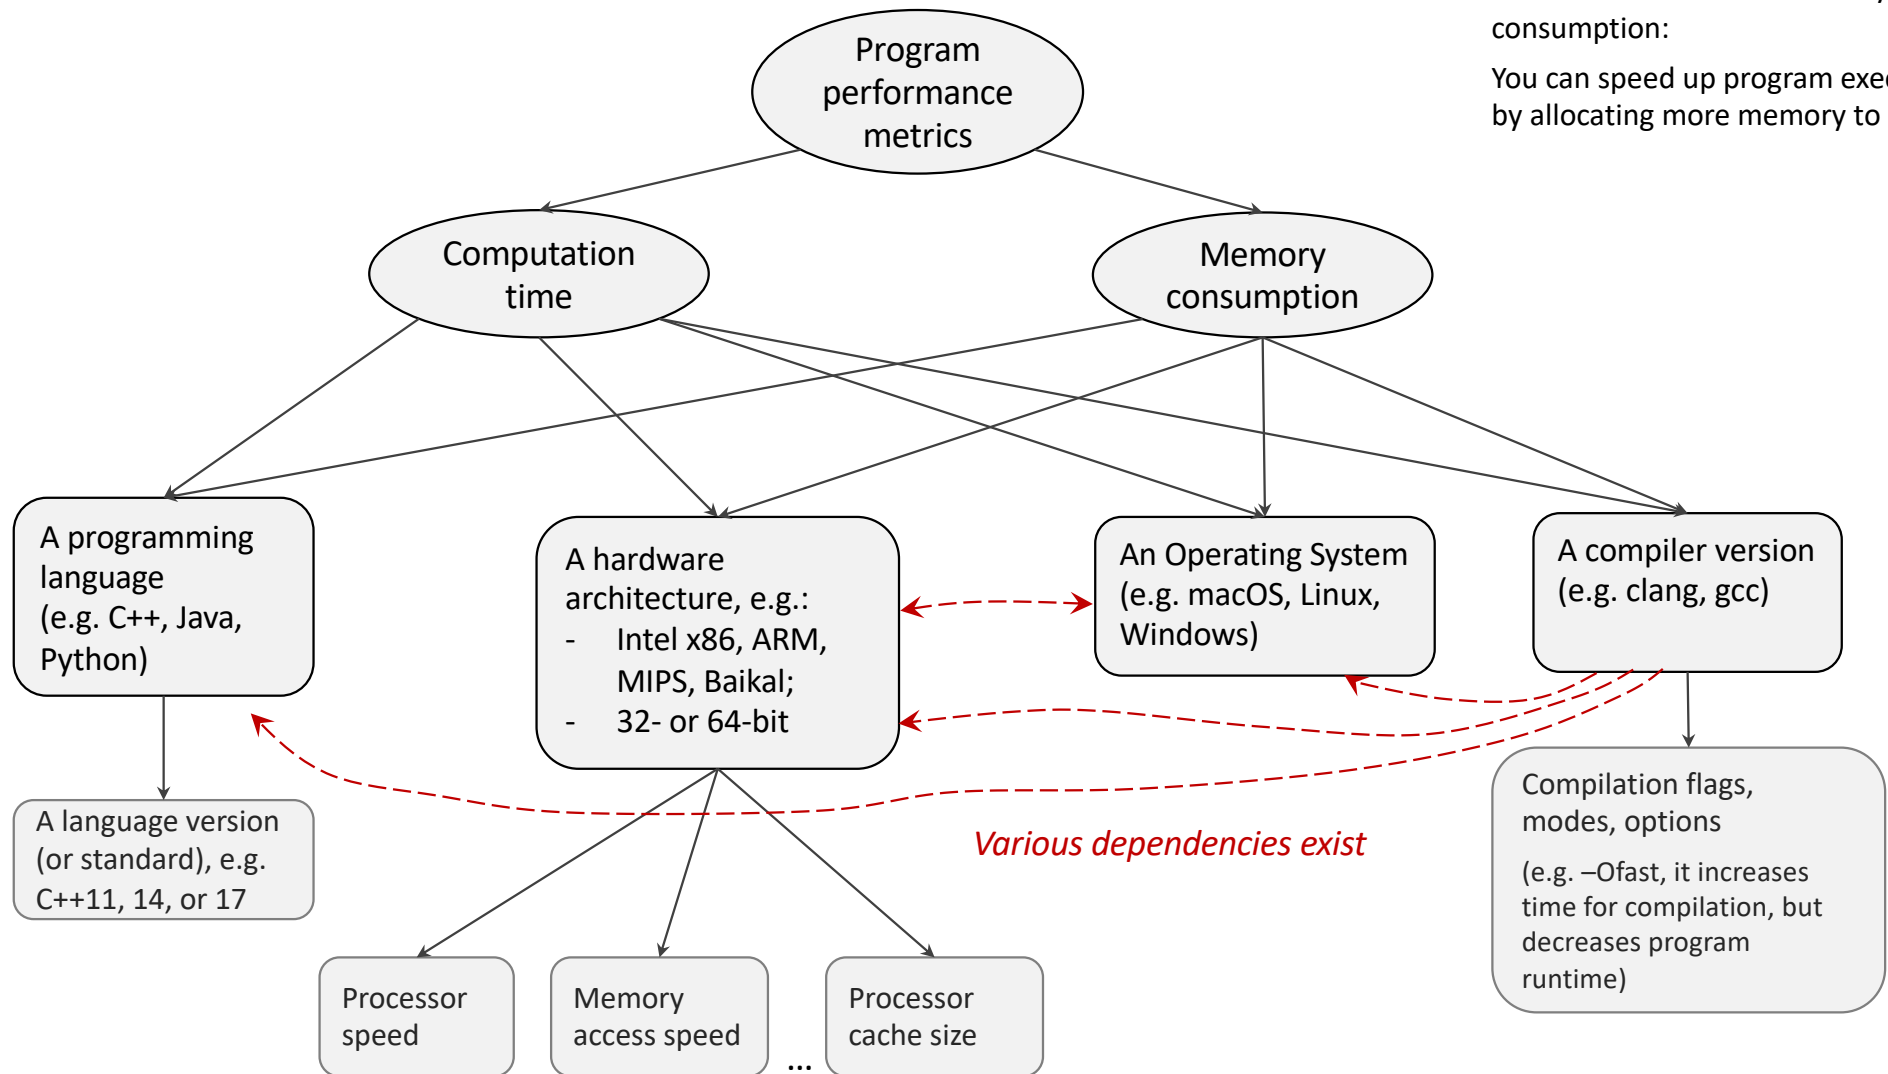 consumption:
You can speed up program
by allocating more memory to
Program
performance
metrics
Computation
time
Memory
consumption
A programming
language
(e.g. C++, Java,
Python)
A hardware
architecture, e.g.:
- Intel x86, ARM,
MIPS, Baikal;
- 32- or 64-bit
An Operating System
(e.g. macOS, Linux,
Windows)
A compiler version
(e.g. clang, gcc)
A language version
(or standard), e.g.
C++11, 14, or 17
Various dependencies exist
Compilation flags,
modes, options
(e.g. –Ofast, it increases
time for compilation, but
decreases program
runtime)
Processor
speed
Memory
access speed
...
Processor
cache size